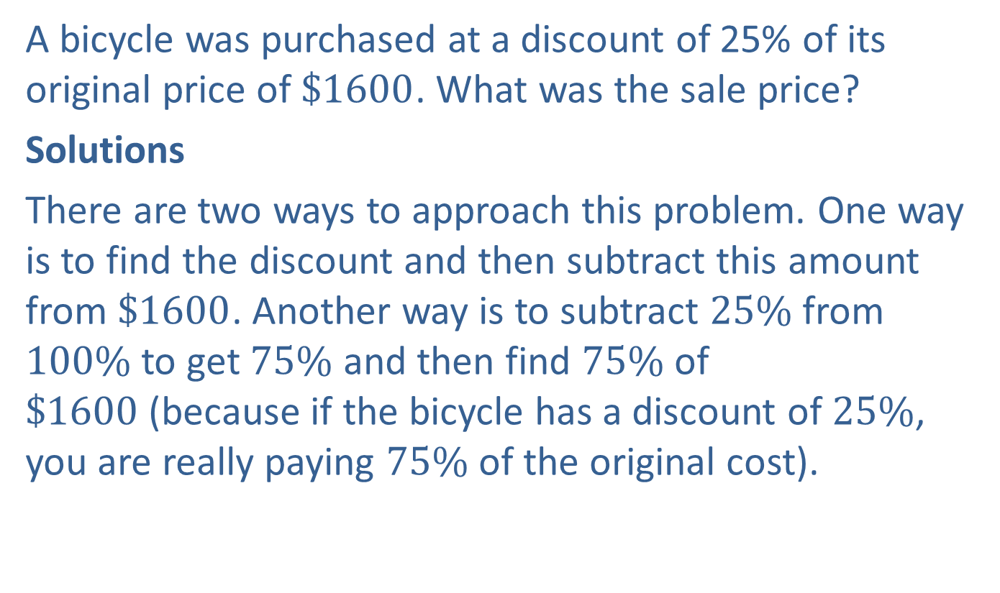 A bicycle was purchased at a discount of 25% of its
original price of $1600. What was the sale price?
Solutions
There are two ways to approach this problem. One way
is to find the discount and then subtract this amount
from $1600. Another way is to subtract 25% from
100% to get 75% and then find 75% of
$1600 (because if the bicycle has a discount of 25%,
you are really paying 75% of the original cost).